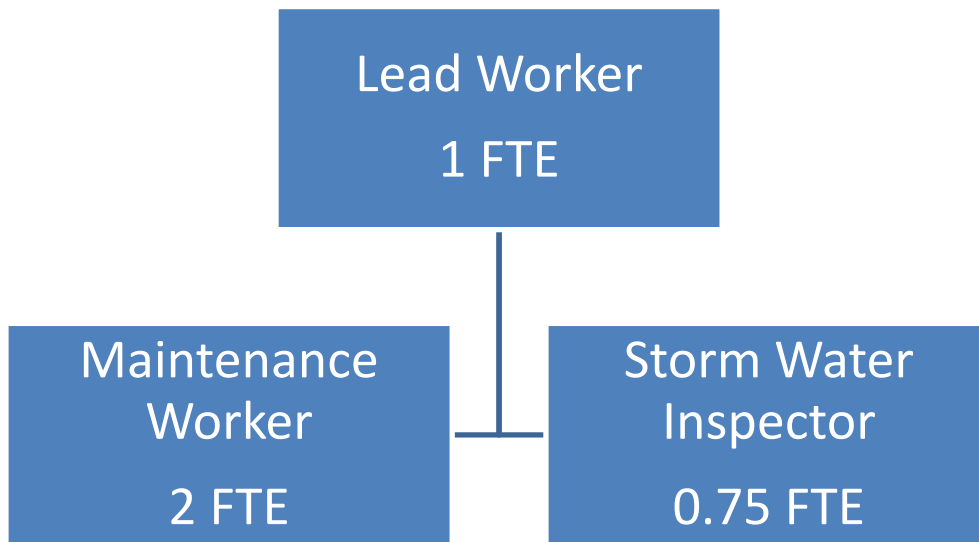 Lead Worker
1 FTE
Maintenance
Worker
2 FTE
Storm Water
Inspector
0.75 FTE